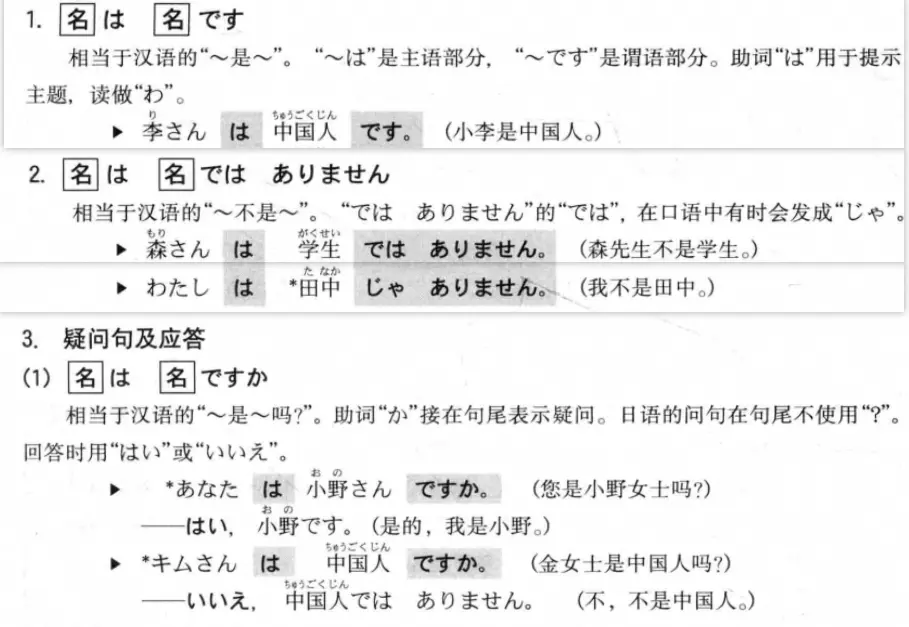 1. 名は 名です
相当于汉语的“～是～”。 “～は”是主语部分， “～です”是谓语部分。助词“は”用于提示
主题，读做“わ”。
り ちゅうごくじん
▶ 李さん は 中国人 です。 (小李是中国人。)
2. 名は 名では ありません
相当于汉语的“～不是～”。 “では ありません”的“では”，在口语中有时会发成“じゃ”。
もり がくせい
▶ 森さん は 学生 では ありません。 (森先生不是学生。)
た なか
▶ わたし は *田中 じゃ ありません。 (我不是田中。)
3. 疑问句及应答
(1) 名は 名ですか
相当于汉语的“～是～吗?”。助词“か”接在句尾表示疑问。日语的问句在句尾不使用“?”。
回答时用“はい”或“いいえ”。
お の
▶ *あなた は 小野さん ですか。 (您是小野女士吗?)
お の
——はい， 小野です。(是的，我是小野。)
ちゅうごくじん
▶ *キムさん は 中国人 ですか。 (金女士是中国人吗?)
ちゅうごくじん
——いいえ， 中国人では ありません。 (不，不是中国人。)